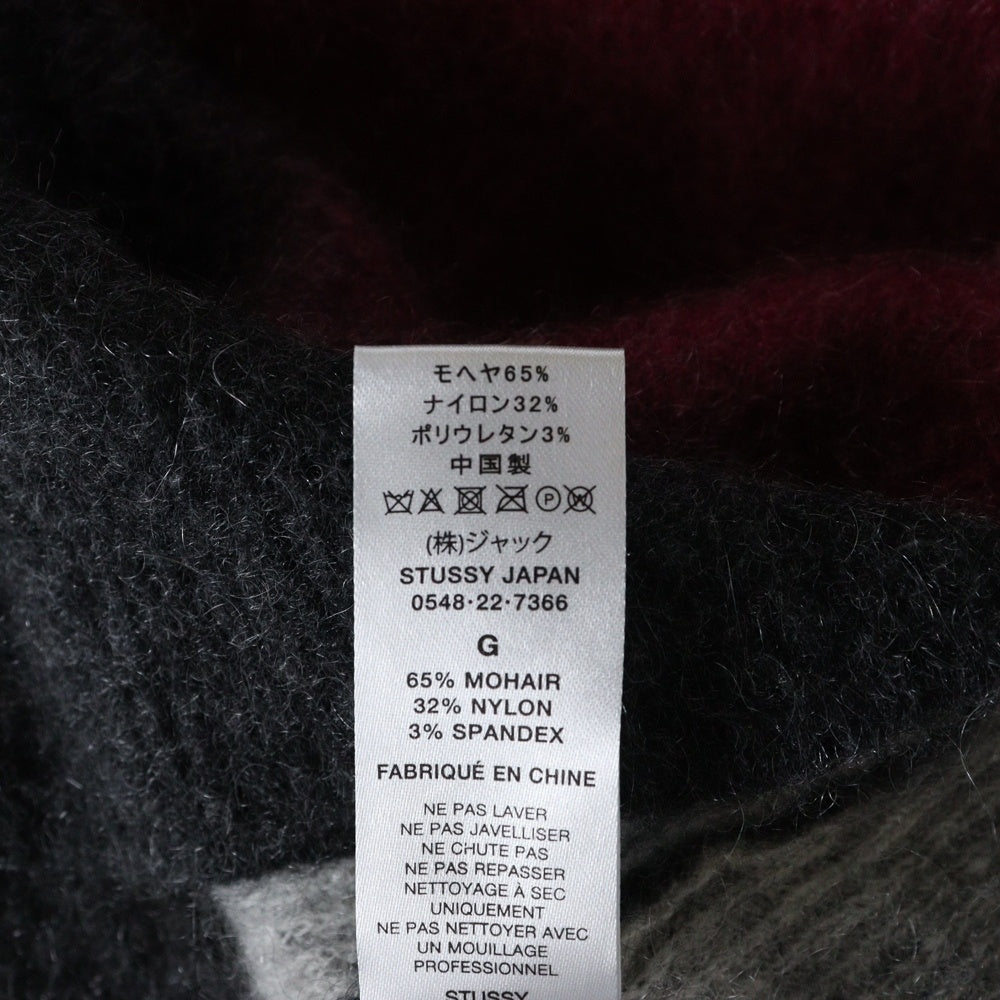 モヘヤ65%
ナイロン32%
ポリウレタン3%
中国製
P W
(株)ジャック
STUSSY JAPAN
0548·22·7366
G
65% MOHAIR
32% NYLON
3% SPANDEX
FABRIQUÉ EN CHINE
NE PAS LAVER
NE PAS JAVELLISER
NE CHUTE PAS
NE PAS REPASSER
NETTOYAGE À SEC
UNIQUEMENT
NE PAS NETTOYER AVEC
UN MOUILLAGE
PROFESSIONNEL
STUSSY